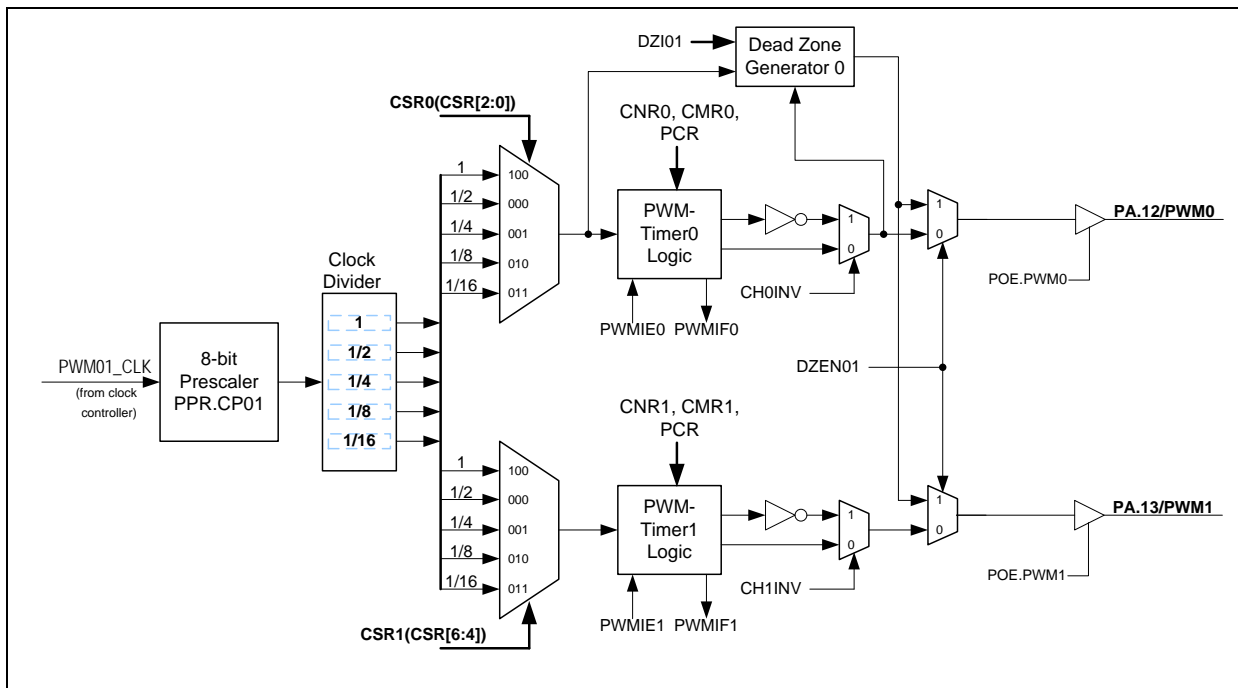 DZI01
Dead Zone
Generator 0
CSR0(CSR[2:0])
CNR0, CMR0,
PCR
1
100
1/2
000
1/4
001
1/8
010
1/16
011
PWM-
Timer0
Logic
1
0
1
0
PA.12/PWM0
CH0INV
POE.PWM0
PWMIE0
PWMIF0
Clock
Divider
1
1/2
1/4
1/8
1/16
PWM01_CLK
(from clock
controller)
8-bit
Prescaler
PPR.CP01
DZEN01
CNR1, CMR1,
PCR
1
100
1/2
000
1/4
001
1/8
010
1/16
011
PWM-
Timer1
Logic
1
0
1
0
PA.13/PWM1
CH1INV
POE.PWM1
PWMIE1
PWMIF1
CSR1(CSR[6:4])